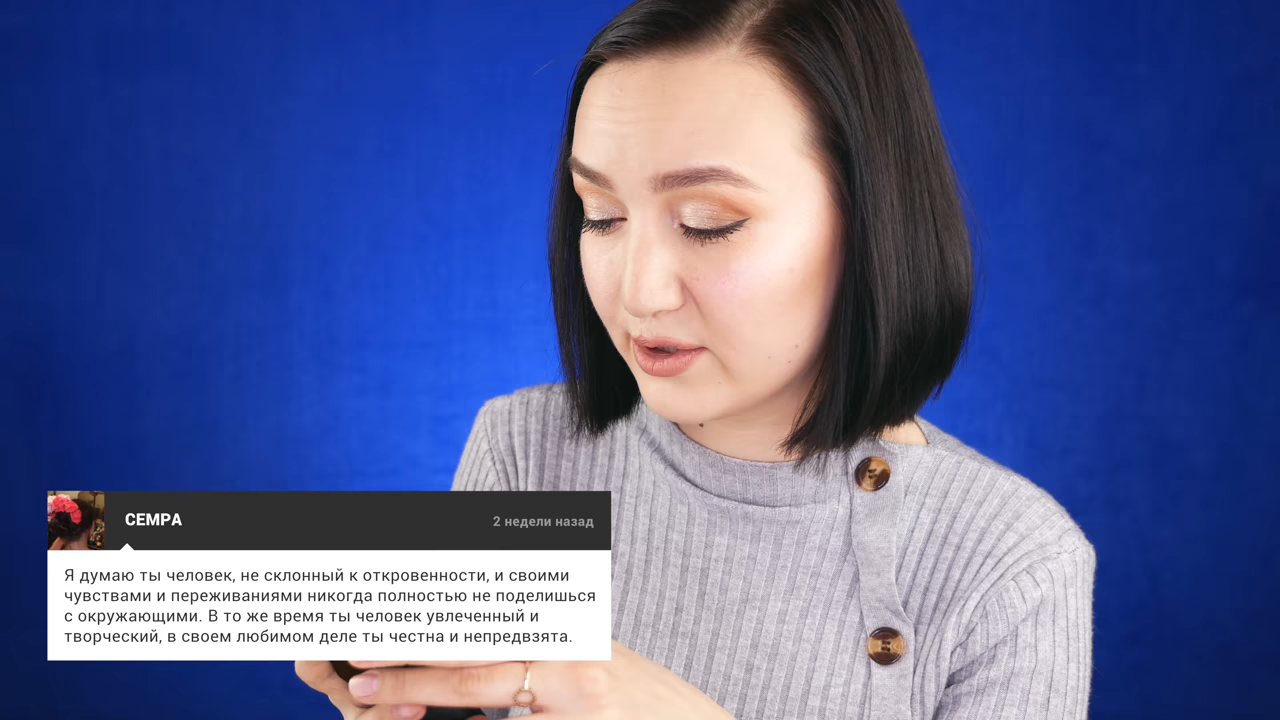 СЕМРА
2 недели назад
Я думаю ты человек, не склонный к откровенности, и своими
чувствами и переживаниями никогда полностью не поделишься
с окружающими. В то же время ты человек увлеченный и
творческий, в своем любимом деле ты честна и непредвзята.